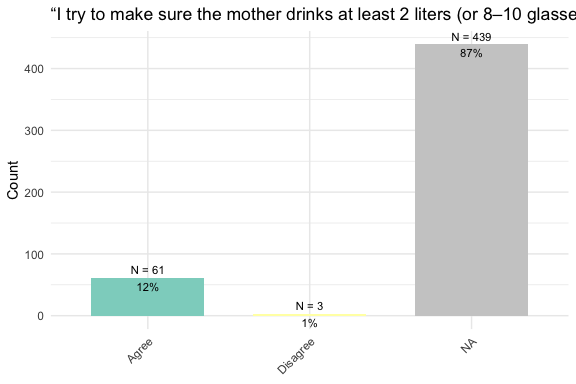 “I try to make sure the mother drinks at least 2 liters (or 8–10 glasse
N = 439
87%
400
300
Count
200
100
N = 61
12%
N = 3
0
1%
Agree
Disagree
NA